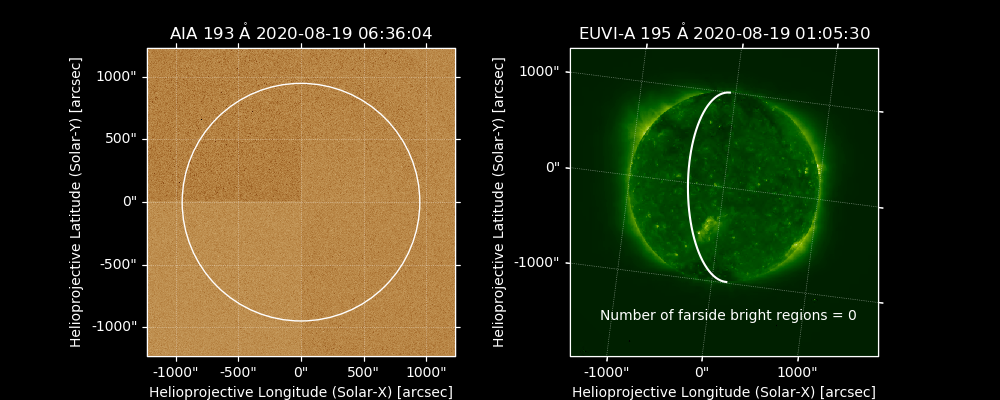 AIA 193 Å 2020-08-19 06:36:04
1000"
500"
0"
-500"
-1000"
-1000"
-500"
0"
500"
1000"
Helioprojective Longitude (Solar-X) [arcsec]
Helioprojective Latitude (Solar-Y) [arcsec]
EUVI-A 195 Å 2020-08-19 01:05:30
1000"
0"
-1000"
Number of farside bright regions = 0
-1000"
0"
1000"
Helioprojective Longitude (Solar-X) [arcsec]
Helioprojective Latitude (Solar-Y) [arcsec]